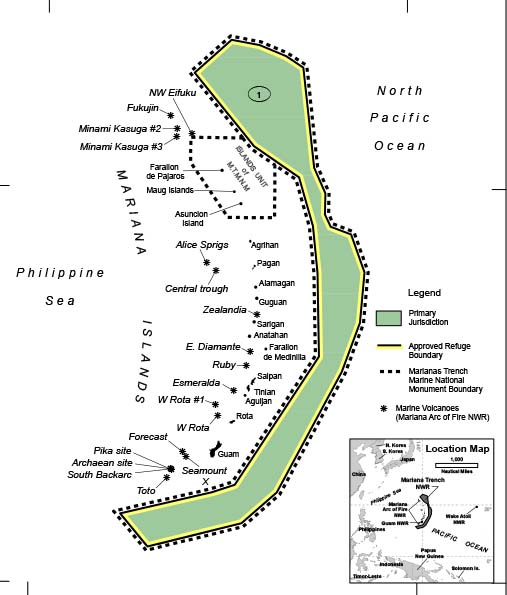 North
Pacific
Ocean
1
NW Eifuku
Fukujin
Minami Kasuga #2
Minami Kasuga #3
ISLANDS UNIT
of
M.T.M.N.M
Farallon
de Pajaros
Maug Islands
Asuncion
Island
MARIANA
ISLANDS
Philippine
Sea
Alice Sprigs
Central trough
Agrihan
Pagan
Alamagan
Guguan
Zealandia
Sarigan
Anatahan
E. Diamante
Farallon
de Medinilla
Ruby
Saipan
Esmeralda
Tinian
Aguijan
W Rota #1
Rota
W Rota
Forecast
Guam
Pika site
Archaean site
South Backarc
Seamount
X
Toto
Legend
Primary
Jurisdiction
Approved Refuge
Boundary
Marianas Trench
Marine National
Monument Boundary
Marine Volcanoes
(Mariana Arc of Fire NWR)
Location Map
1,000
Nautical Miles
N. Korea
S. Korea
Japan
China
Mariana Trench
NWR
Philippine Sea
Mariana
Arc of Fire
NWR
Guam NWR
Wake Atoll
NWR
Philippines
PACIFIC OCEAN
Papua
New Guinea
Indonesia
Solomon Is.
Timor-Leste